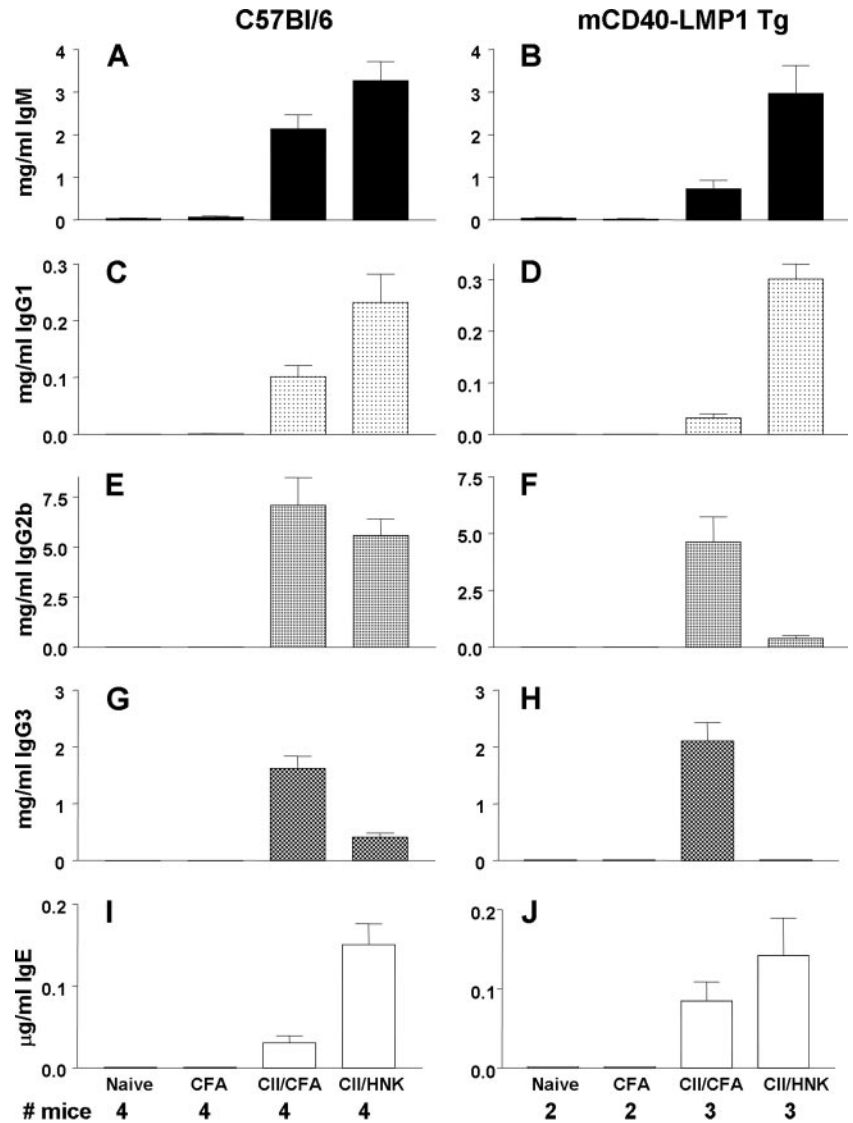 C57Bl/6 mCD40-LMP1 Tg
A
mg/ml IgM
4
3
2
1
0
B
4
3
2
1
0
C
mg/ml IgG1
0.3
0.2
0.1
0.0
D
0.3
0.2
0.1
0.0
E
mg/ml IgG2b
7.5
5.0
7.5
0.0
F
7.5
5.0
7.5
0.0
G
mg/ml IgG3
3
2
1
0
H
3
2
1
0
I
µg/ml IgE
0.2
0.1
0.0
J
0.2
0.1
0.0
Naive CFA CII/CFA CII/HNK Naive CFA CII/CFA CII/HNK
# mice 4 4 4 4 2 2 3 3